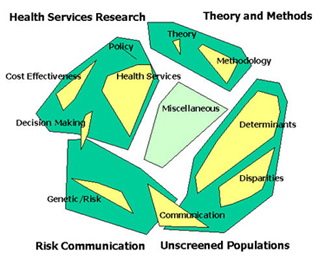 Health Services Research
Theory and Methods
Policy
Theory
Cost Effectiveness
Health Services
Methodology
Miscellaneous
Decision Making
Determinants
Disparities
Genetic /Risk
Communication
Risk Communication
Unscreened Populations